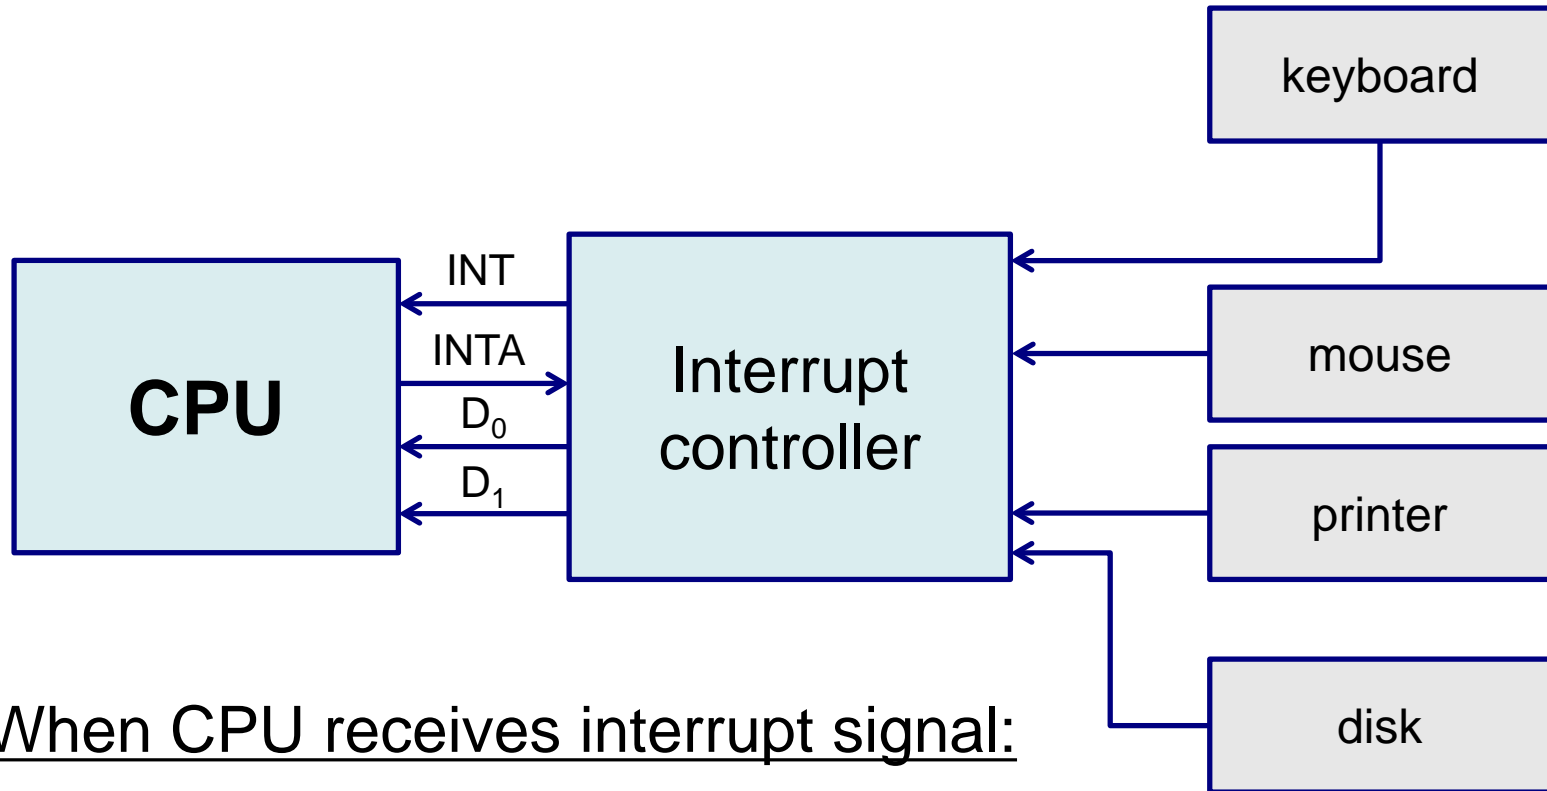 keyboard
INT
INTA
CPU
D₀
D₁
Interrupt
controller
mouse
printer
disk
When CPU receives interrupt signal: